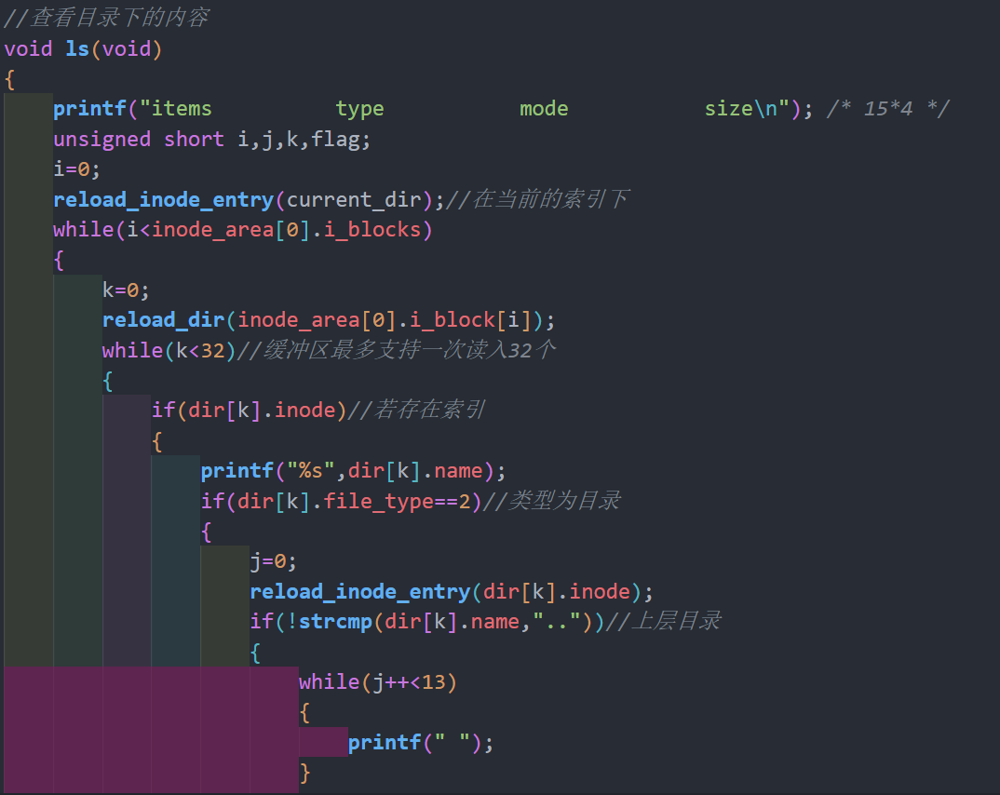 //查看目录下的内容
void ls(void)
{
    printf("items          type           mode           size\n"); /* 15*4 */
    unsigned short i,j,k,flag;
    i=0;
    reload_inode_entry(current_dir);//在当前的索引下
    while(i<inode_area[0].i_blocks)
    {
        k=0;
        reload_dir(inode_area[0].i_block[i]);
        while(k<32)//缓冲区最多支持一次读入32个
        {
            if(dir[k].inode)//若存在索引
            {
                printf("%s",dir[k].name);
                if(dir[k].file_type==2)//类型为目录
                {
                    j=0;
                    reload_inode_entry(dir[k].inode);
                    if(!strcmp(dir[k].name,".."))//上层目录
                    {
                        while(j++<13)
                        {
                            printf(" ");
                        }